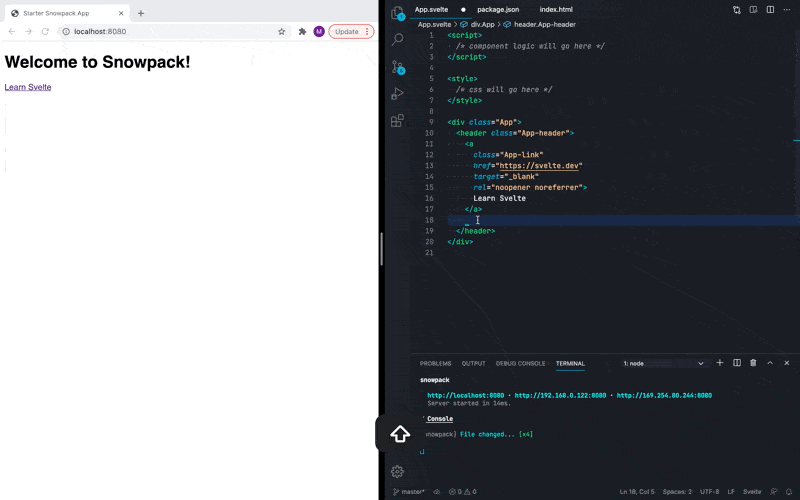 Starter Snowpack App
localhost:8080
M
Update
Welcome to Snowpack!
Learn Svelte
App.svelte
package.json
index.html
App.svelte > div.App > header.App-header
1 <script>
2 /* component logic will go here */
3 </script>
4
5 <style>
6 /* css will go here */
7 </style>
8
9 <div class="App">
10 <header class="App-header">
11 <a
12 class="App-link"
13 href="https://svelte.dev"
14 target="_blank"
15 rel="noopener noreferrer">
16 Learn Svelte
17 </a>
18
19 </header>
20 </div>
21
PROBLEMS OUTPUT DEBUG CONSOLE TERMINAL 1: node
snowpack
http://localhost:8080 • http://192.168.0.122:8080 • http://169.254.80.244:8080
Server started in 14ms.
Console
snowpack] File changed... [x4]
master* 0 0 Ln 18, Col 5 Spaces: 2 UTF-8 LF Svelte